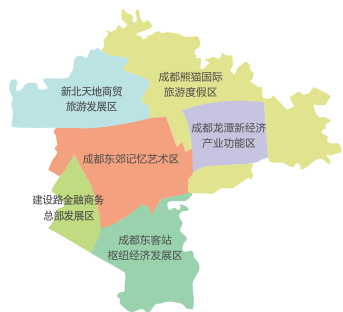 成都熊猫国际
旅游度假区
新北天地商贸
旅游发展区
成都龙潭新经济
产业功能区
成都东郊记忆艺术区
建设路金融商务
总部发展区
成都东客站
枢纽经济发展区